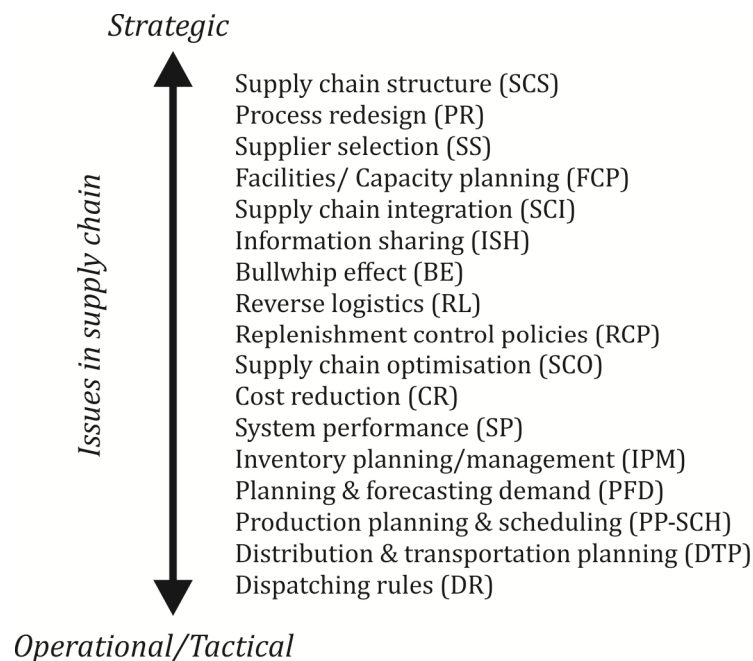 Strategic
Issues in supply chain
Supply chain structure (SCS)
Process redesign (PR)
Supplier selection (SS)
Facilities/ Capacity planning (FCP)
Supply chain integration (SCI)
Information sharing (ISH)
Bullwhip effect (BE)
Reverse logistics (RL)
Replenishment control policies (RCP)
Supply chain optimisation (SCO)
Cost reduction (CR)
System performance (SP)
Inventory planning/management (IPM)
Planning & forecasting demand (PFD)
Production planning & scheduling (PP-SCH)
Distribution & transportation planning (DTP)
Dispatching rules (DR)
Operational/Tactical